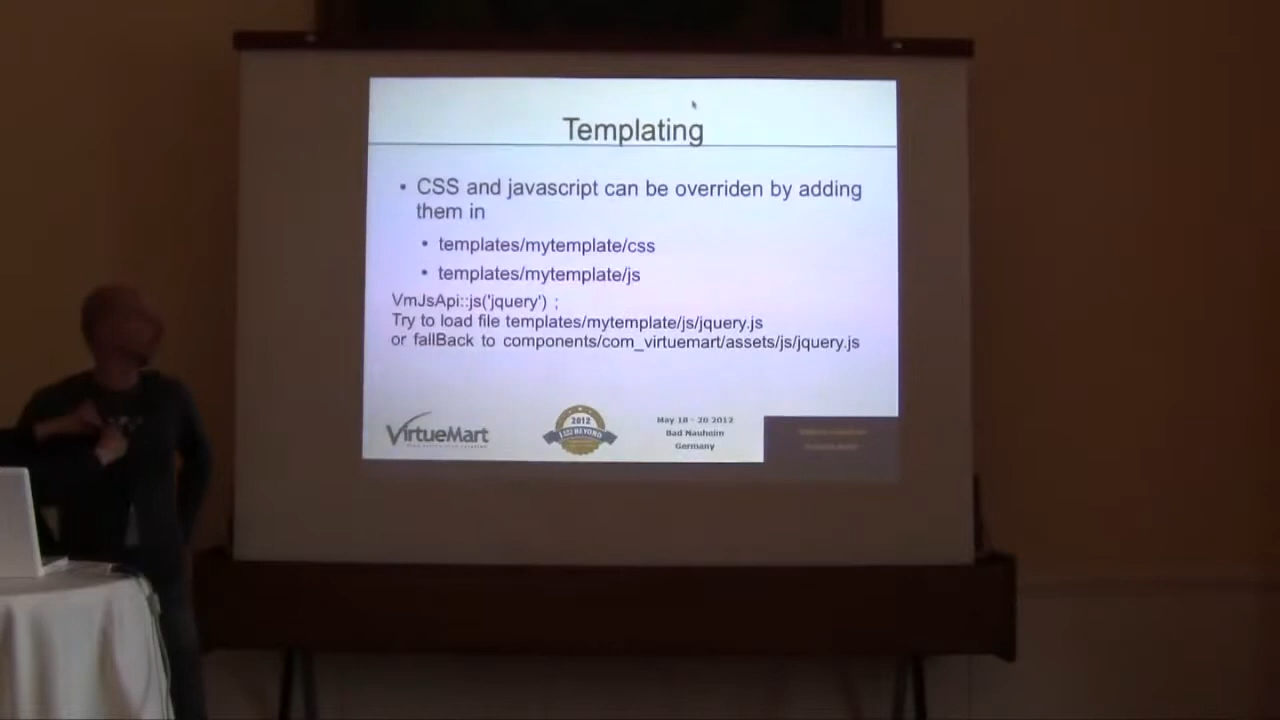 Templating
• CSS and javascript can be overriden by adding
them in
• templates/mytemplate/css
• templates/mytemplate/js
VmJsApi::js('jquery') ;
Try to load file templates/mytemplate/js/jquery.js
or fallBack to components/com_virtuemart/assets/js/jquery.js
VirtueMart
2012
BEYOND
May 18 - 20 2012
Bad Nauheim
Germany